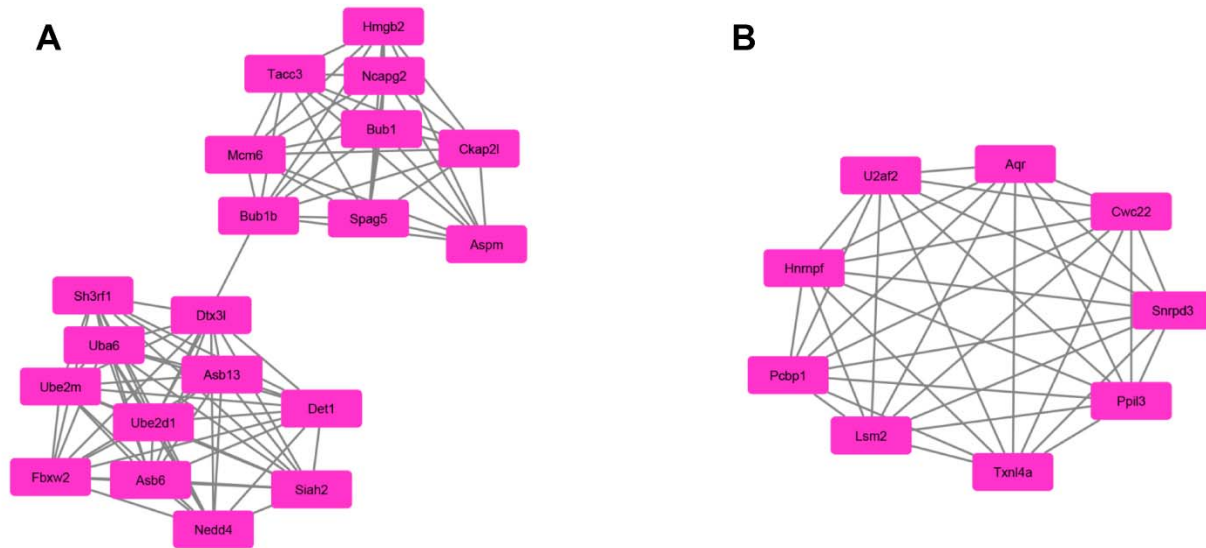 A
Hmgb2
Tacc3
Ncapg2
Bub1
Mcm6
Ckap2l
Bub1b
Spag5
Aspm
Sh3rf1
Dtx3l
Uba6
Ube2m
Asb13
Det1
Ube2d1
Fbxw2
Asb6
Siah2
Nedd4
B
Aqr
U2af2
Cwc22
Hnrnpf
Snrpd3
Pcbp1
Ppil3
Lsm2
Txnl4a